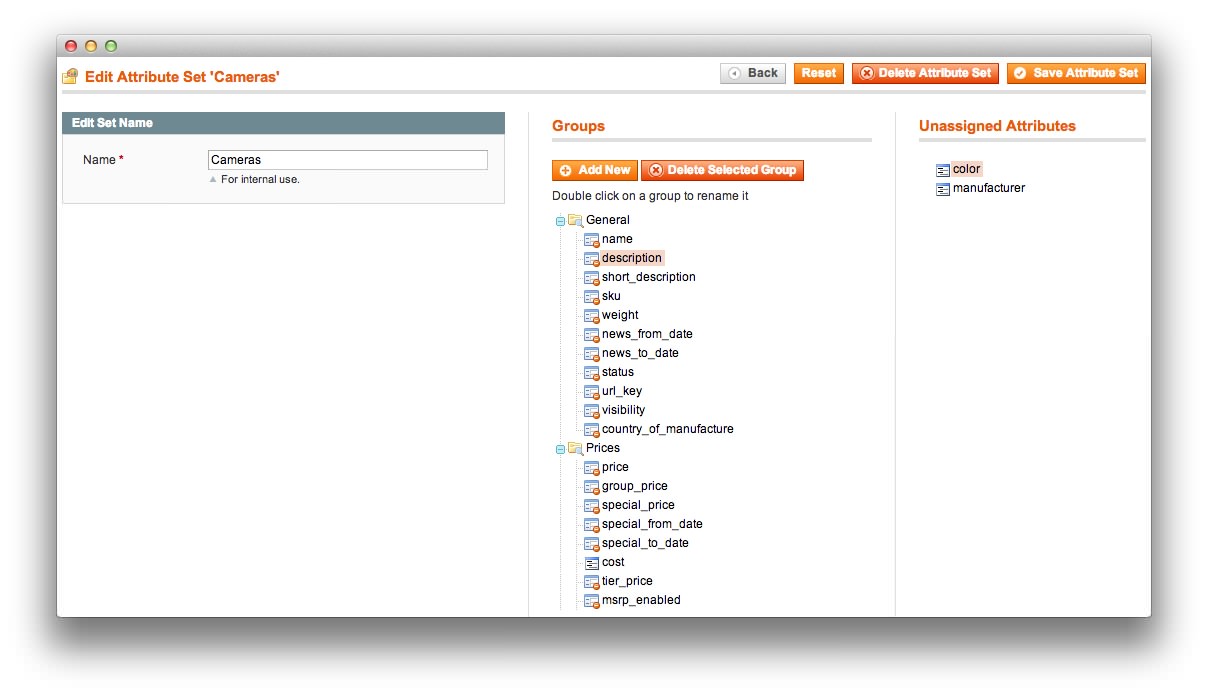 Edit Attribute Set 'Cameras'
Back
Reset
Delete Attribute Set
Save Attribute Set
Edit Set Name
Name *
Cameras
For internal use.
Groups
Add New
Delete Selected Group
Double click on a group to rename it
General
name
description
short_description
sku
weight
news_from_date
news_to_date
status
url_key
visibility
country_of_manufacture
Prices
price
group_price
special_price
special_from_date
special_to_date
cost
tier_price
msrp_enabled
Unassigned Attributes
color
manufacturer